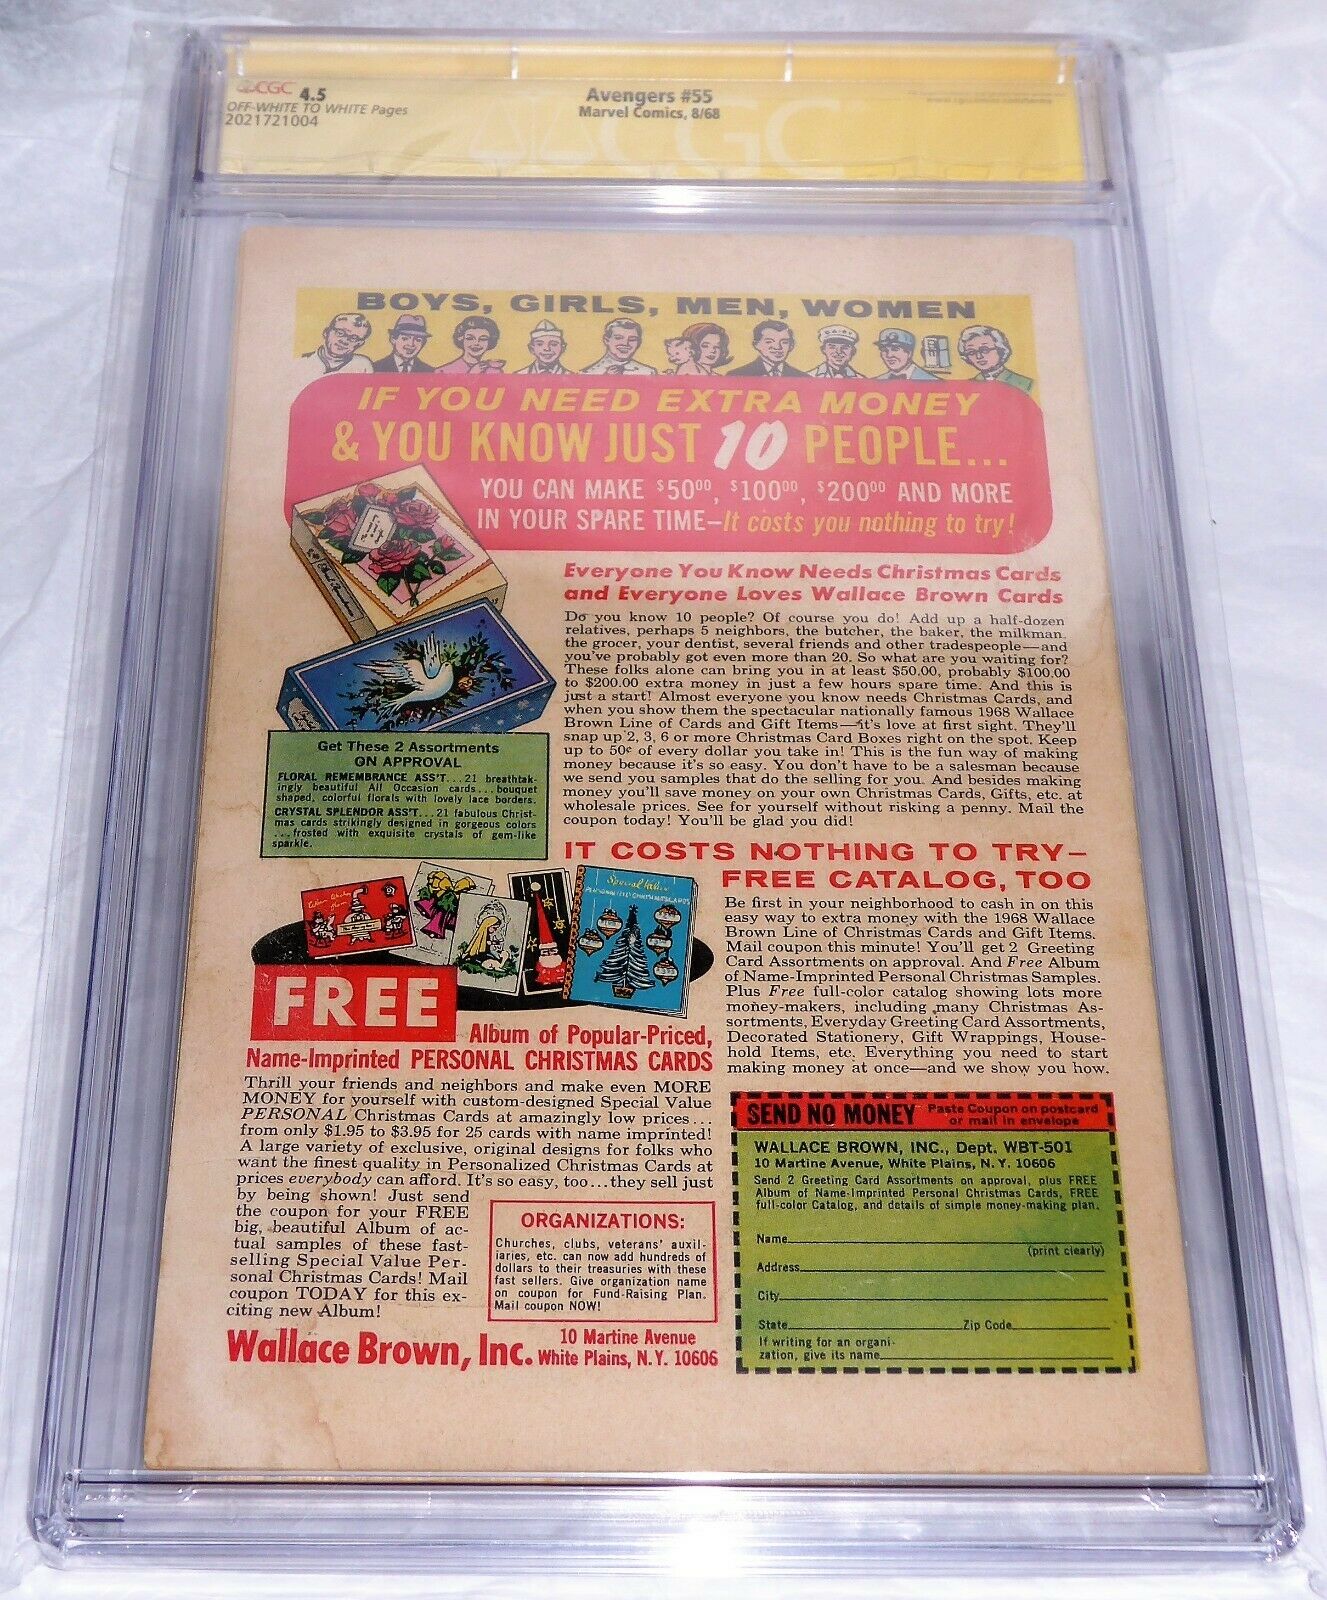 CGC 4.5
OFF-WHITE TO WHITE Pages
2021721004
Avengers #55
Marvel Comics, 8/68
CGC
BOYS, GIRLS, MEN, WOMEN
IF YOU NEED EXTRA MONEY
& YOU KNOW JUST 10 PEOPLE...
YOU CAN MAKE $50⁰⁰, $100⁰⁰, $200⁰⁰ AND MORE
IN YOUR SPARE TIME—It costs you nothing to try!
Everyone You Know Needs Christmas Cards
and Everyone Loves Wallace Brown Cards
Do you know 10 people? Of course you do! Add up a half-dozen
relatives, perhaps 5 neighbors, the butcher, the baker, the milkman,
the grocer, your dentist, several friends and other tradespeople—and
you've probably got even more than 20. So what are you waiting for?
These folks alone can bring you in at least $50.00, probably $100.00
to $200.00 extra money in just a few hours spare time. And this is
just a start! Almost everyone you know needs Christmas Cards, and
when you show them the spectacular nationally famous 1968 Wallace
Brown Line of Cards and Gift Items—it's love at first sight. They'll
snap up 2, 3, 6 or more Christmas Card Boxes right on the spot. Keep
up to 50¢ of every dollar you take in! This is the fun way of making
money because it's so easy. You don't have to be a salesman because
we send you samples that do the selling for you. And besides making
money you'll save money on your own Christmas Cards, Gifts, etc. at
wholesale prices. See for yourself without risking a penny. Mail the
coupon today! You'll be glad you did!
Get These 2 Assortments
ON APPROVAL
FLORAL REMEMBRANCE ASS'T...21 breathtak-
ingly beautiful All Occasion cards...bouquet
shaped, colorful florals with lovely lace borders.
CRYSTAL SPLENDOR ASS'T...21 fabulous Christ-
mas cards strikingly designed in gorgeous colors
...frosted with exquisite crystals of gem-like
sparkle.
IT COSTS NOTHING TO TRY—
FREE CATALOG, TOO
Be first in your neighborhood to cash in on this
easy way to extra money with the 1968 Wallace
Brown Line of Christmas Cards and Gift Items.
Mail coupon this minute! You'll get 2 Greeting
Card Assortments on approval. And Free Album
of Name-Imprinted Personal Christmas Samples.
Plus Free full-color catalog showing lots more
money-makers, including many Christmas As-
sortments, Everyday Greeting Card Assortments,
Decorated Stationery, Gift Wrappings, House-
hold Items, etc. Everything you need to start
making money at once—and we show you how.
Special Value
PERSONALIZED CHRISTMAS CARDS
FREE
Album of Popular-Priced,
Name-Imprinted PERSONAL CHRISTMAS CARDS
Thrill your friends and neighbors and make even MORE
MONEY for yourself with custom-designed Special Value
PERSONAL Christmas Cards at amazingly low prices...
from only $1.95 to $3.95 for 25 cards with name imprinted!
A large variety of exclusive, original designs for folks who
want the finest quality in Personalized Christmas Cards at
prices everybody can afford. It's so easy, too...they sell just
by being shown! Just send
the coupon for your FREE
big, beautiful Album of ac-
tual samples of these fast-
selling Special Value Per-
sonal Christmas Cards! Mail
coupon TODAY for this ex-
citing new Album!
ORGANIZATIONS:
Churches, clubs, veterans' auxil-
iaries, etc. can now add hundreds of
dollars to their treasuries with these
fast sellers. Give organization name
on coupon for Fund-Raising Plan.
Mail coupon NOW!
Wallace Brown, Inc. 10 Martine Avenue
White Plains, N.Y. 10606
SEND NO MONEY Paste Coupon on postcard
or mail in envelope
WALLACE BROWN, INC., Dept. WBT-501
10 Martine Avenue, White Plains, N.Y. 10606
Send 2 Greeting Card Assortments on approval, plus FREE
Album of Name-Imprinted Personal Christmas Cards, FREE
full-color Catalog, and details of simple money-making plan.
Name
(print clearly)
Address
City
State Zip Code
If writing for an organi-
zation, give its name